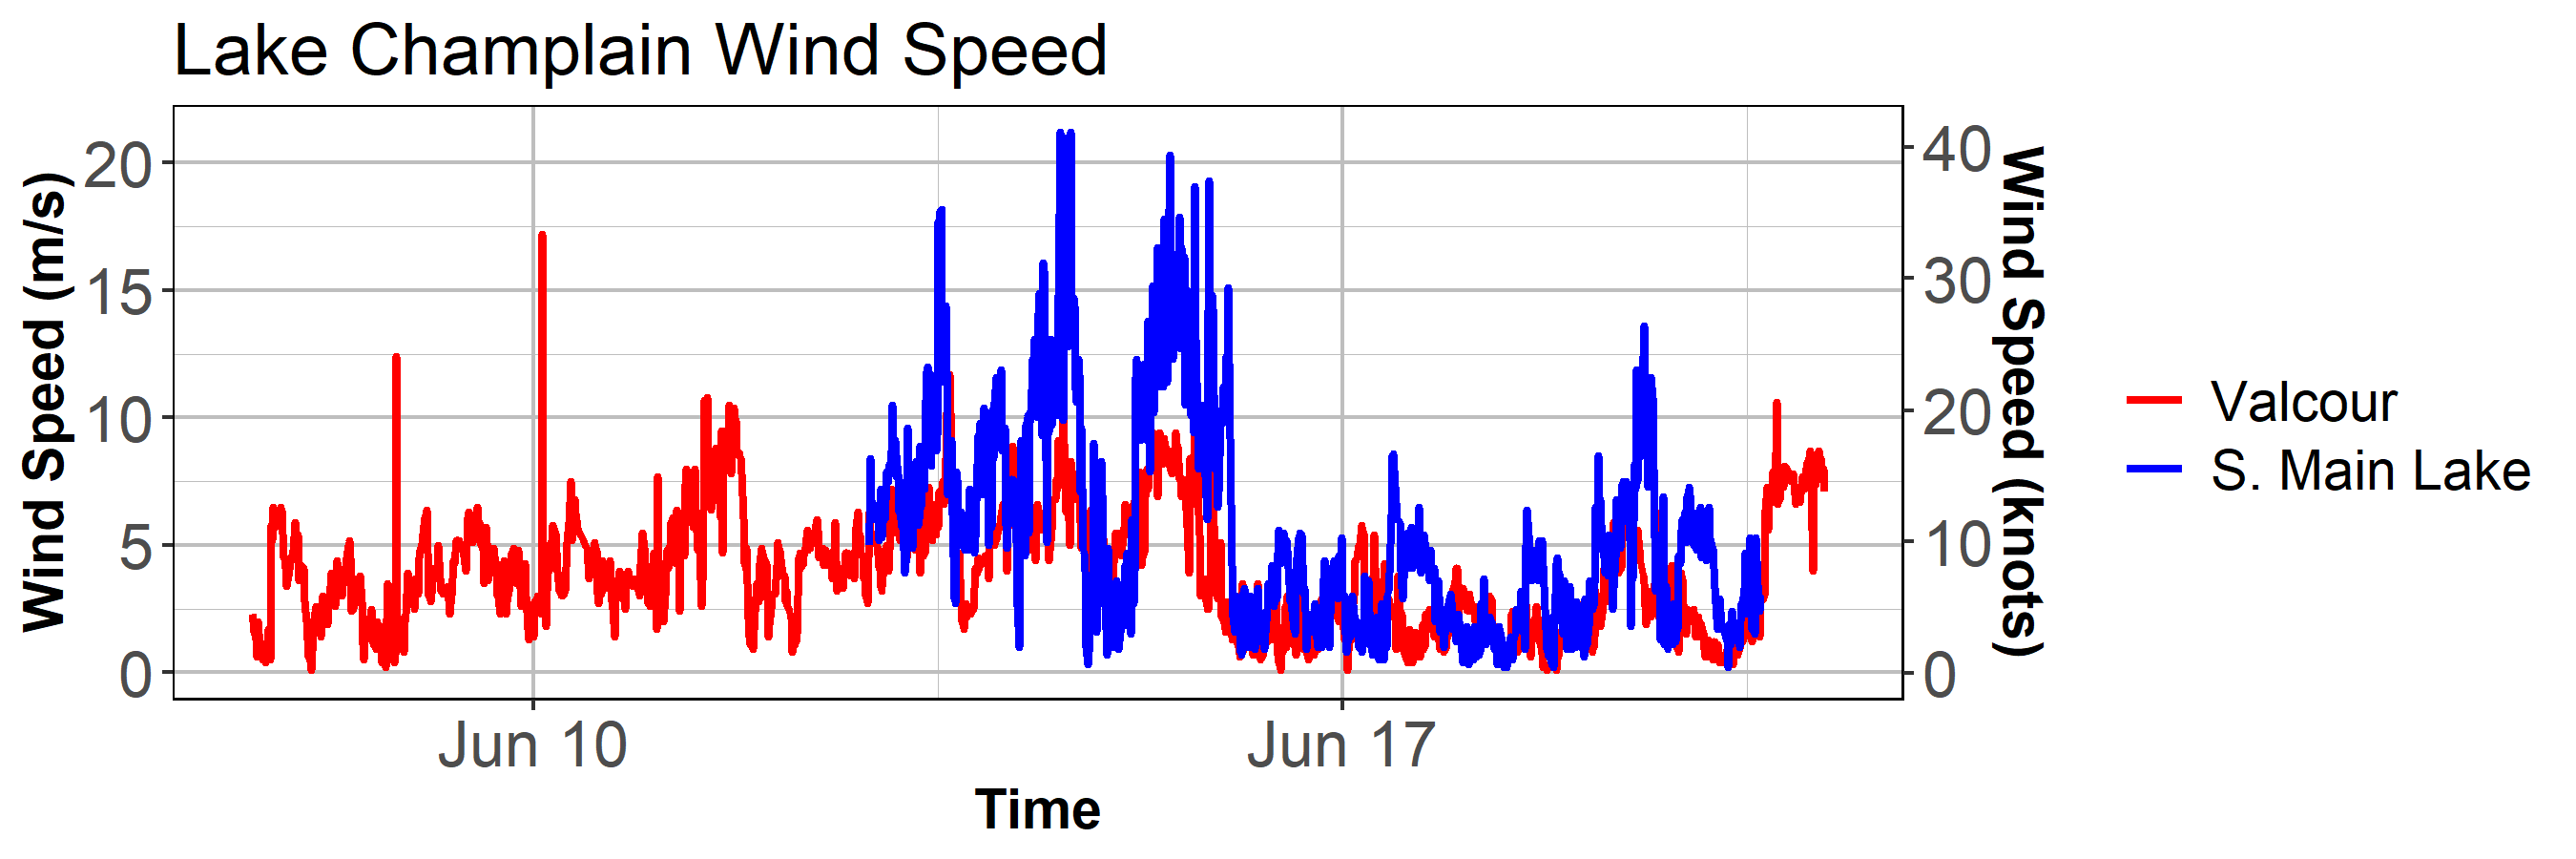 Lake Champlain Wind Speed
Wind Speed (m/s)
20
15
10
5
0
40
30
20
10
0
Wind Speed (knots)
Jun 10
Jun 17
Time
Valcour
S. Main Lake